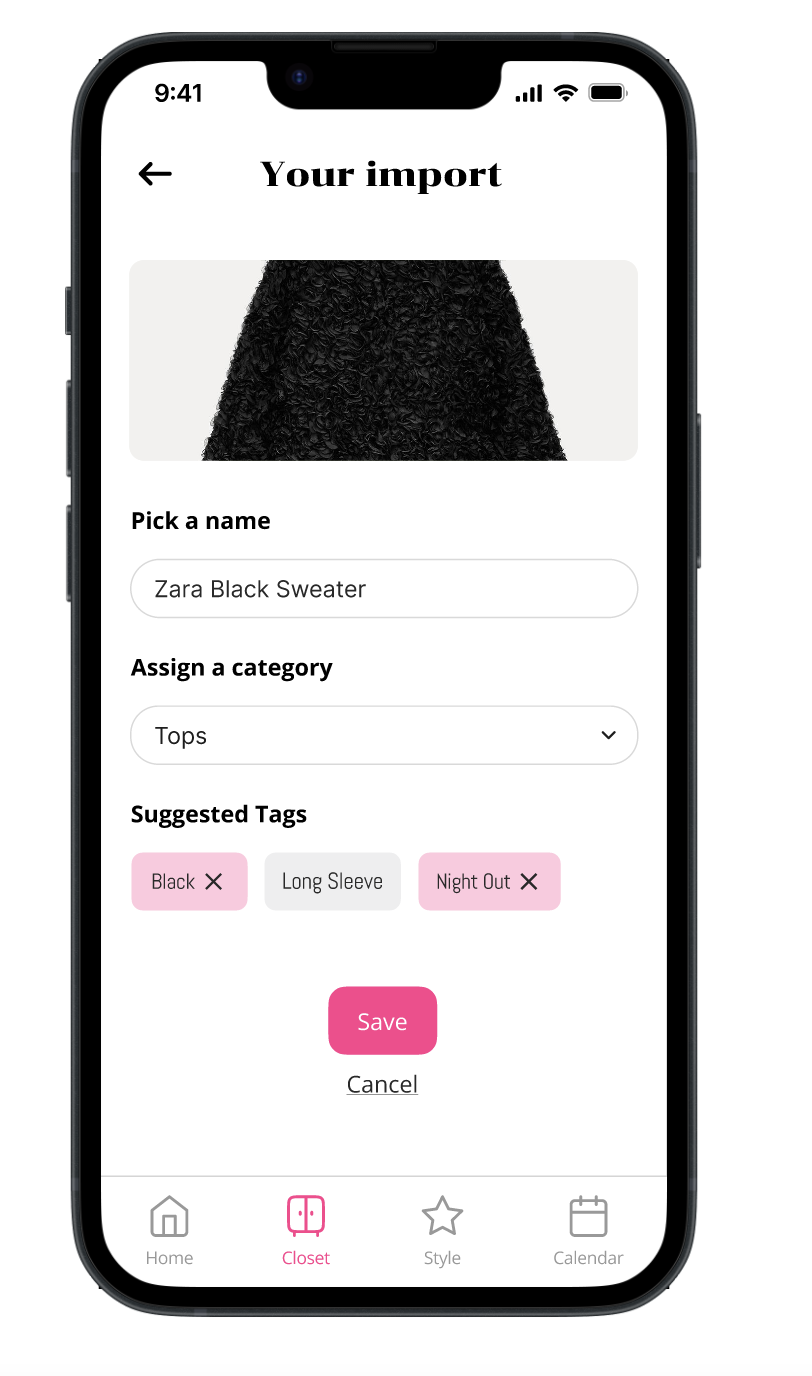 9:41
Your import
Pick a name
Zara Black Sweater
Assign a category
Tops
Suggested Tags
Black Long Sleeve Night Out
Save
Cancel
Home Closet Style Calendar